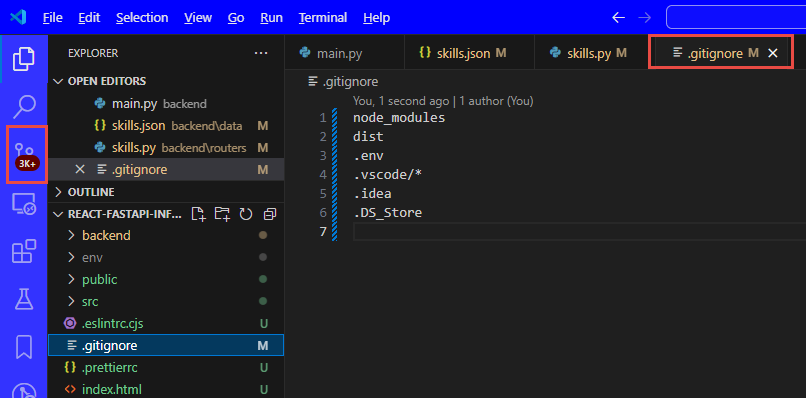 File Edit Selection View Go Run Terminal Help
EXPLORER
main.py
skills.json M
skills.py M
.gitignore M
OPEN EDITORS
main.py backend
skills.json backend\data M
skills.py backend\routers M
.gitignore M
OUTLINE
REACT-FASTAPI-INF...
backend
env
public
src
.eslintrc.cjs U
.gitignore M
.prettierrc U
index.html U
3K+
.gitignore
You, 1 second ago | 1 author (You)
1 node_modules
2 dist
3 .env
4 .vscode/*
5 .idea
6 .DS_Store
7